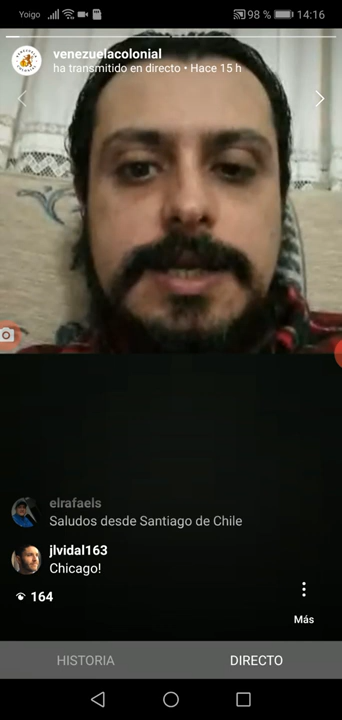 Yoigo 98 % 14:16
venezuelacolonial
ha transmitido en directo • Hace 15 h
elrafaels
Saludos desde Santiago de Chile
jlvidal163
Chicago!
164
Más
HISTORIA DIRECTO